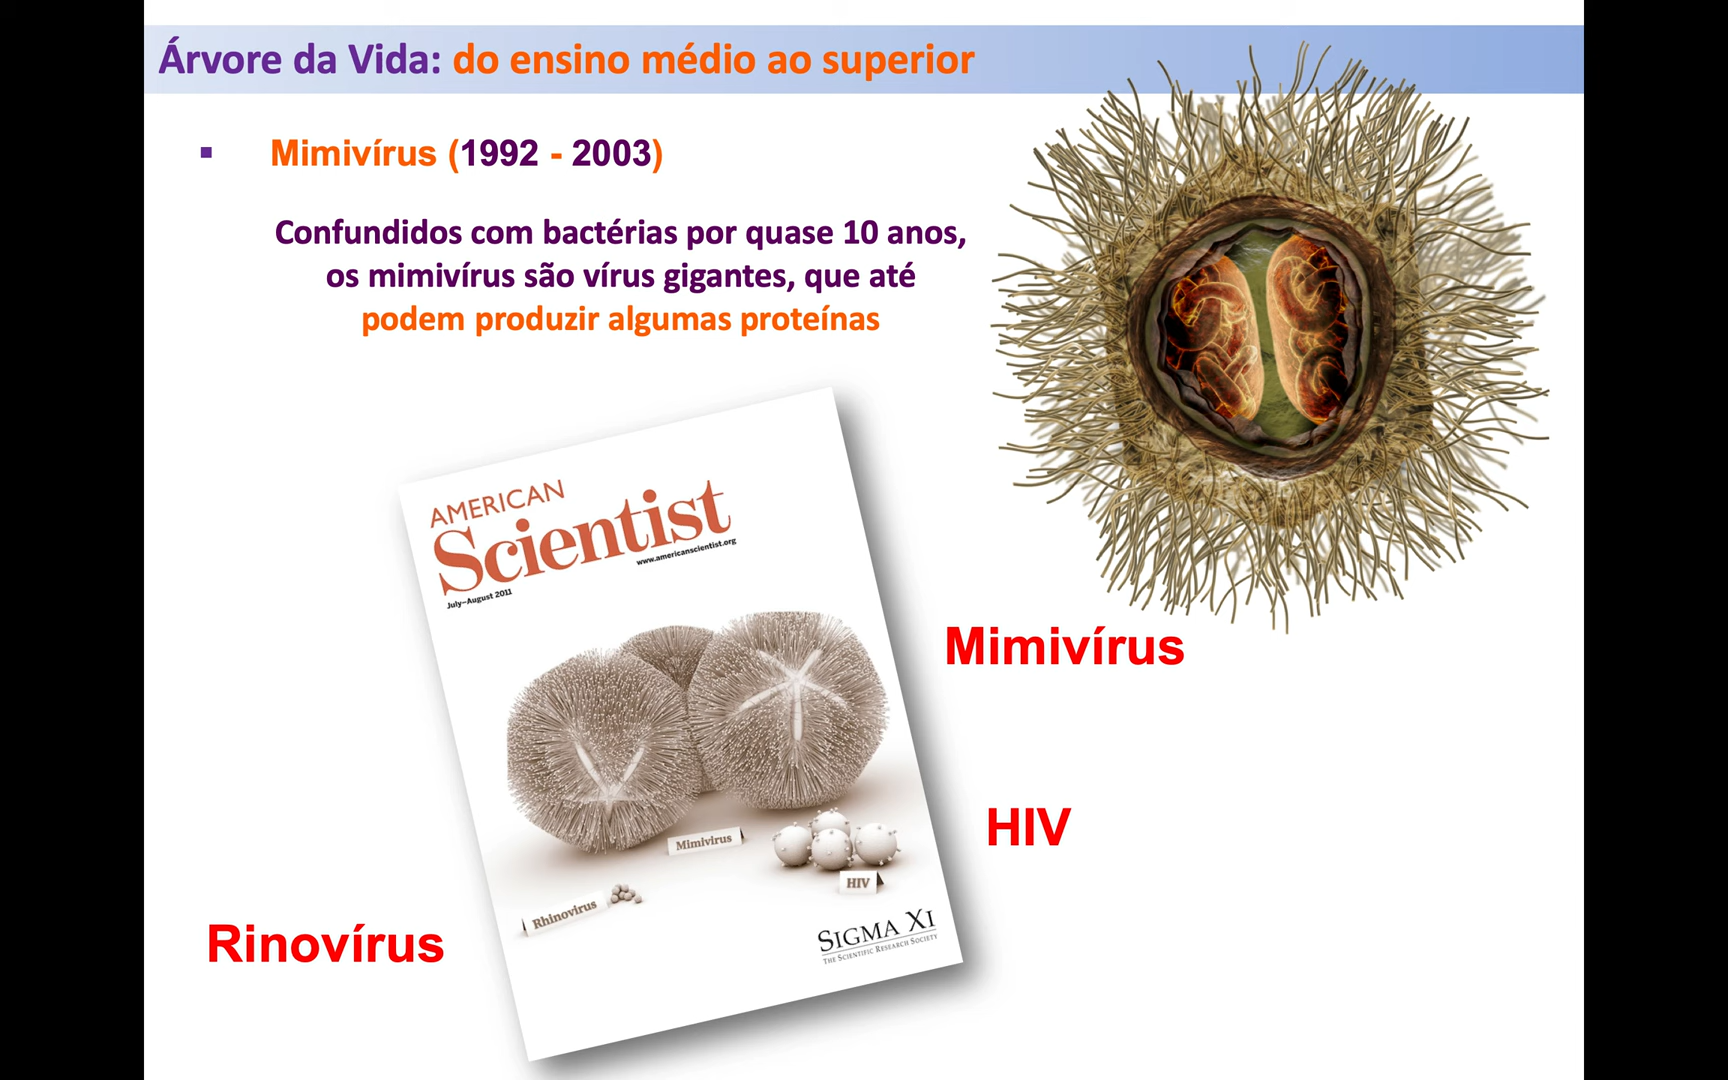 Árvore da Vida: do ensino médio ao superior
▪ Mimivírus (1992 - 2003)
Confundidos com bactérias por quase 10 anos,
os mimivírus são vírus gigantes, que até
podem produzir algumas proteínas
AMERICAN
Scientist
www.americanscientist.org
July–August 2011
Mimivirus
HIV
Rhinovirus
SIGMA XI
THE SCIENTIFIC RESEARCH SOCIETY
Mimivírus
HIV
Rinovírus